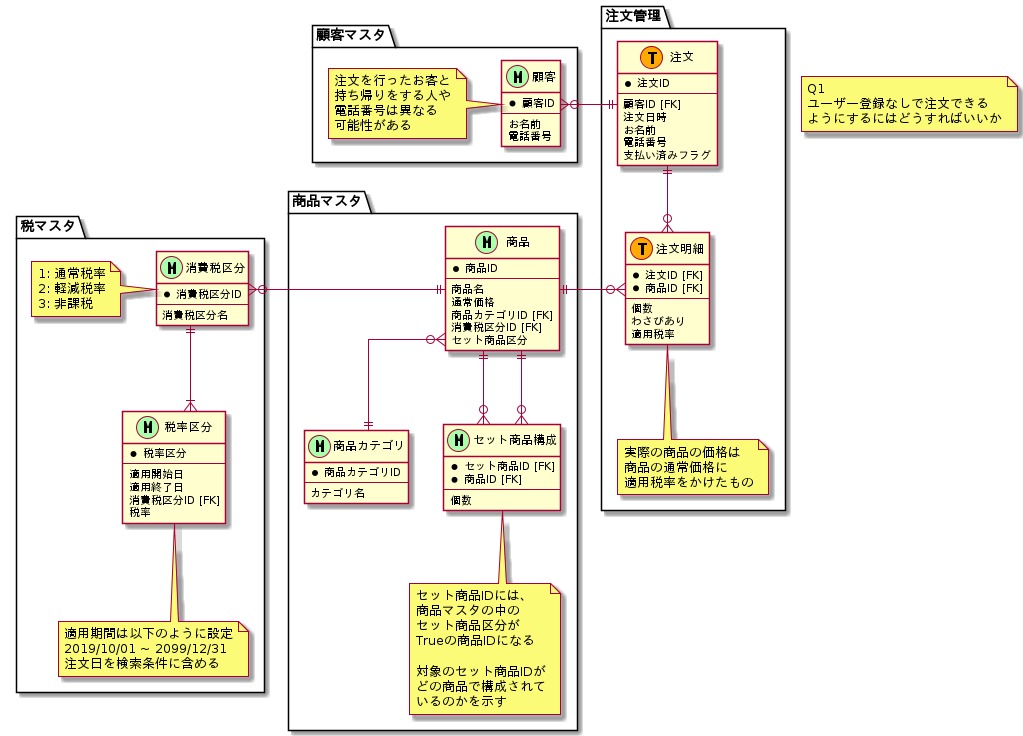 顧客マスタ
注文を行ったお客と
持ち帰りをする人や
電話番号は異なる
可能性がある
M 顧客
顧客ID
お名前
電話番号
注文管理
T 注文
注文ID
顧客ID [FK]
注文日時
お名前
電話番号
支払い済みフラグ
Q1
ユーザー登録なしで注文できる
ようにするにはどうすればいいか
T 注文明細
注文ID [FK]
商品ID [FK]
個数
わさびあり
適用税率
実際の商品の価格は
商品の通常価格に
適用税率をかけたもの
商品マスタ
M 商品
商品ID
商品名
通常価格
商品カテゴリID [FK]
消費税区分ID [FK]
セット商品区分
M 商品カテゴリ
商品カテゴリID
カテゴリ名
M セット商品構成
セット商品ID [FK]
商品ID [FK]
個数
セット商品IDには、
商品マスタの中の
セット商品区分が
Trueの商品IDになる
対象のセット商品IDが
どの商品で構成されて
いるのかを示す
税マスタ
1: 通常税率
2: 軽減税率
3: 非課税
M 消費税区分
消費税区分ID
消費税区分名
M 税率区分
税率区分
適用開始日
適用終了日
消費税区分ID [FK]
税率
適用期間は以下のように設定
2019/10/01 ~ 2099/12/31
注文日を検索条件に含める